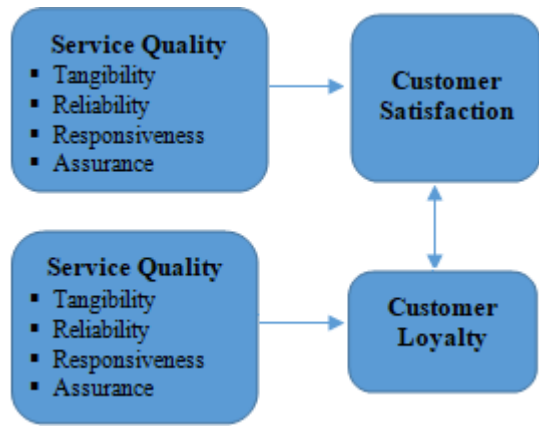 Service Quality
▪ Tangibility
▪ Reliability
▪ Responsiveness
▪ Assurance
Customer
Satisfaction
Service Quality
▪ Tangibility
▪ Reliability
▪ Responsiveness
▪ Assurance
Customer
Loyalty